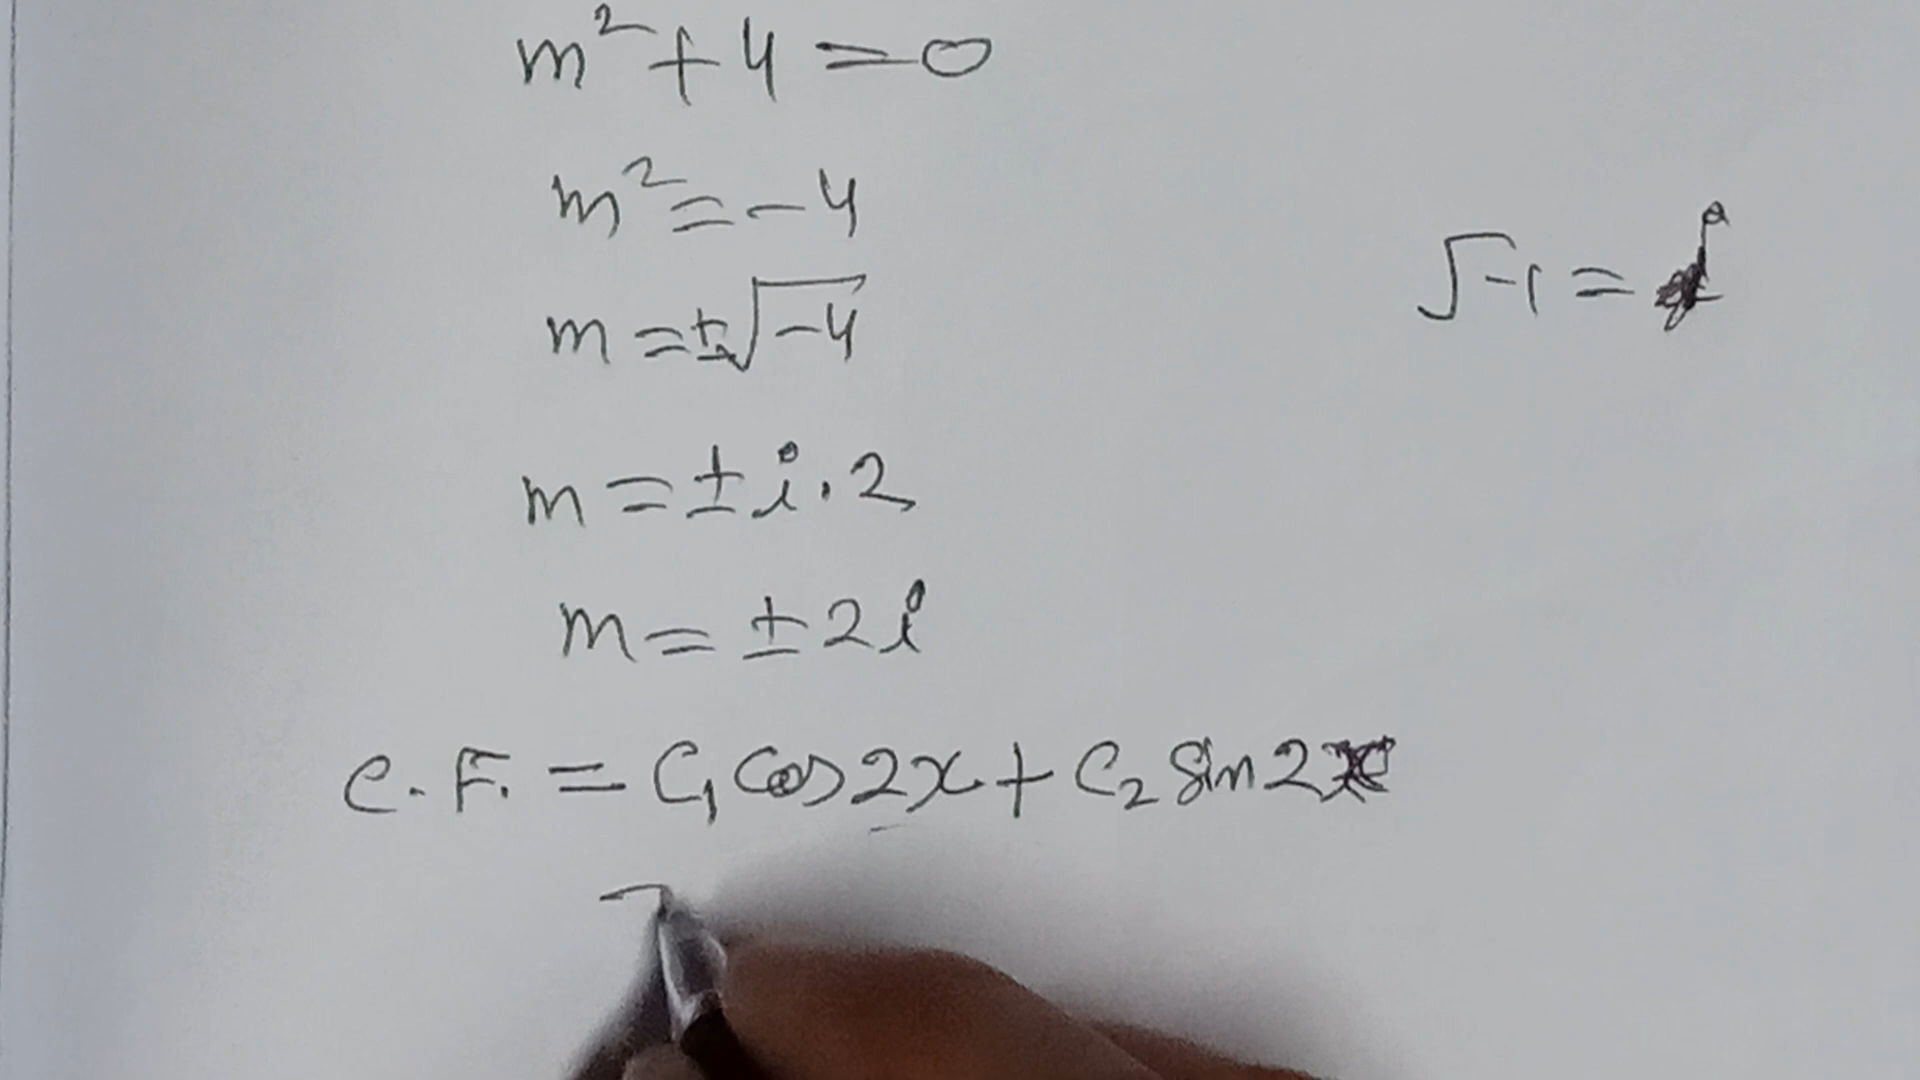 m² + 4 = 0
m² = -4
m = ±√-4
√-1 = i
m = ± i . 2
m = ± 2i
C.F. = C₁ Cos 2x + C₂ Sin 2x